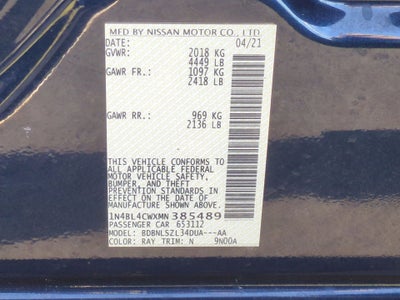 MFD BY NISSAN MOTOR CO., LTD.
DATE: 04/21
GVWR: 2018 KG
4449 LB
GAWR FR.: 1097 KG
2418 LB
GAWR RR.: 969 KG
2136 LB
THIS VEHICLE CONFORMS TO
ALL APPLICABLE FEDERAL
MOTOR VEHICLE SAFETY,
BUMPER, AND THEFT
PREVENTION STANDARDS IN
EFFECT ON THE DATE OF
MANUFACTURE SHOWN ABOVE.
1N4BL4CWXMN385489
PASSENGER CAR 653112
MODEL: BDBNLSZL34DUA---AA
COLOR: RAY TRIM: N 9N00A